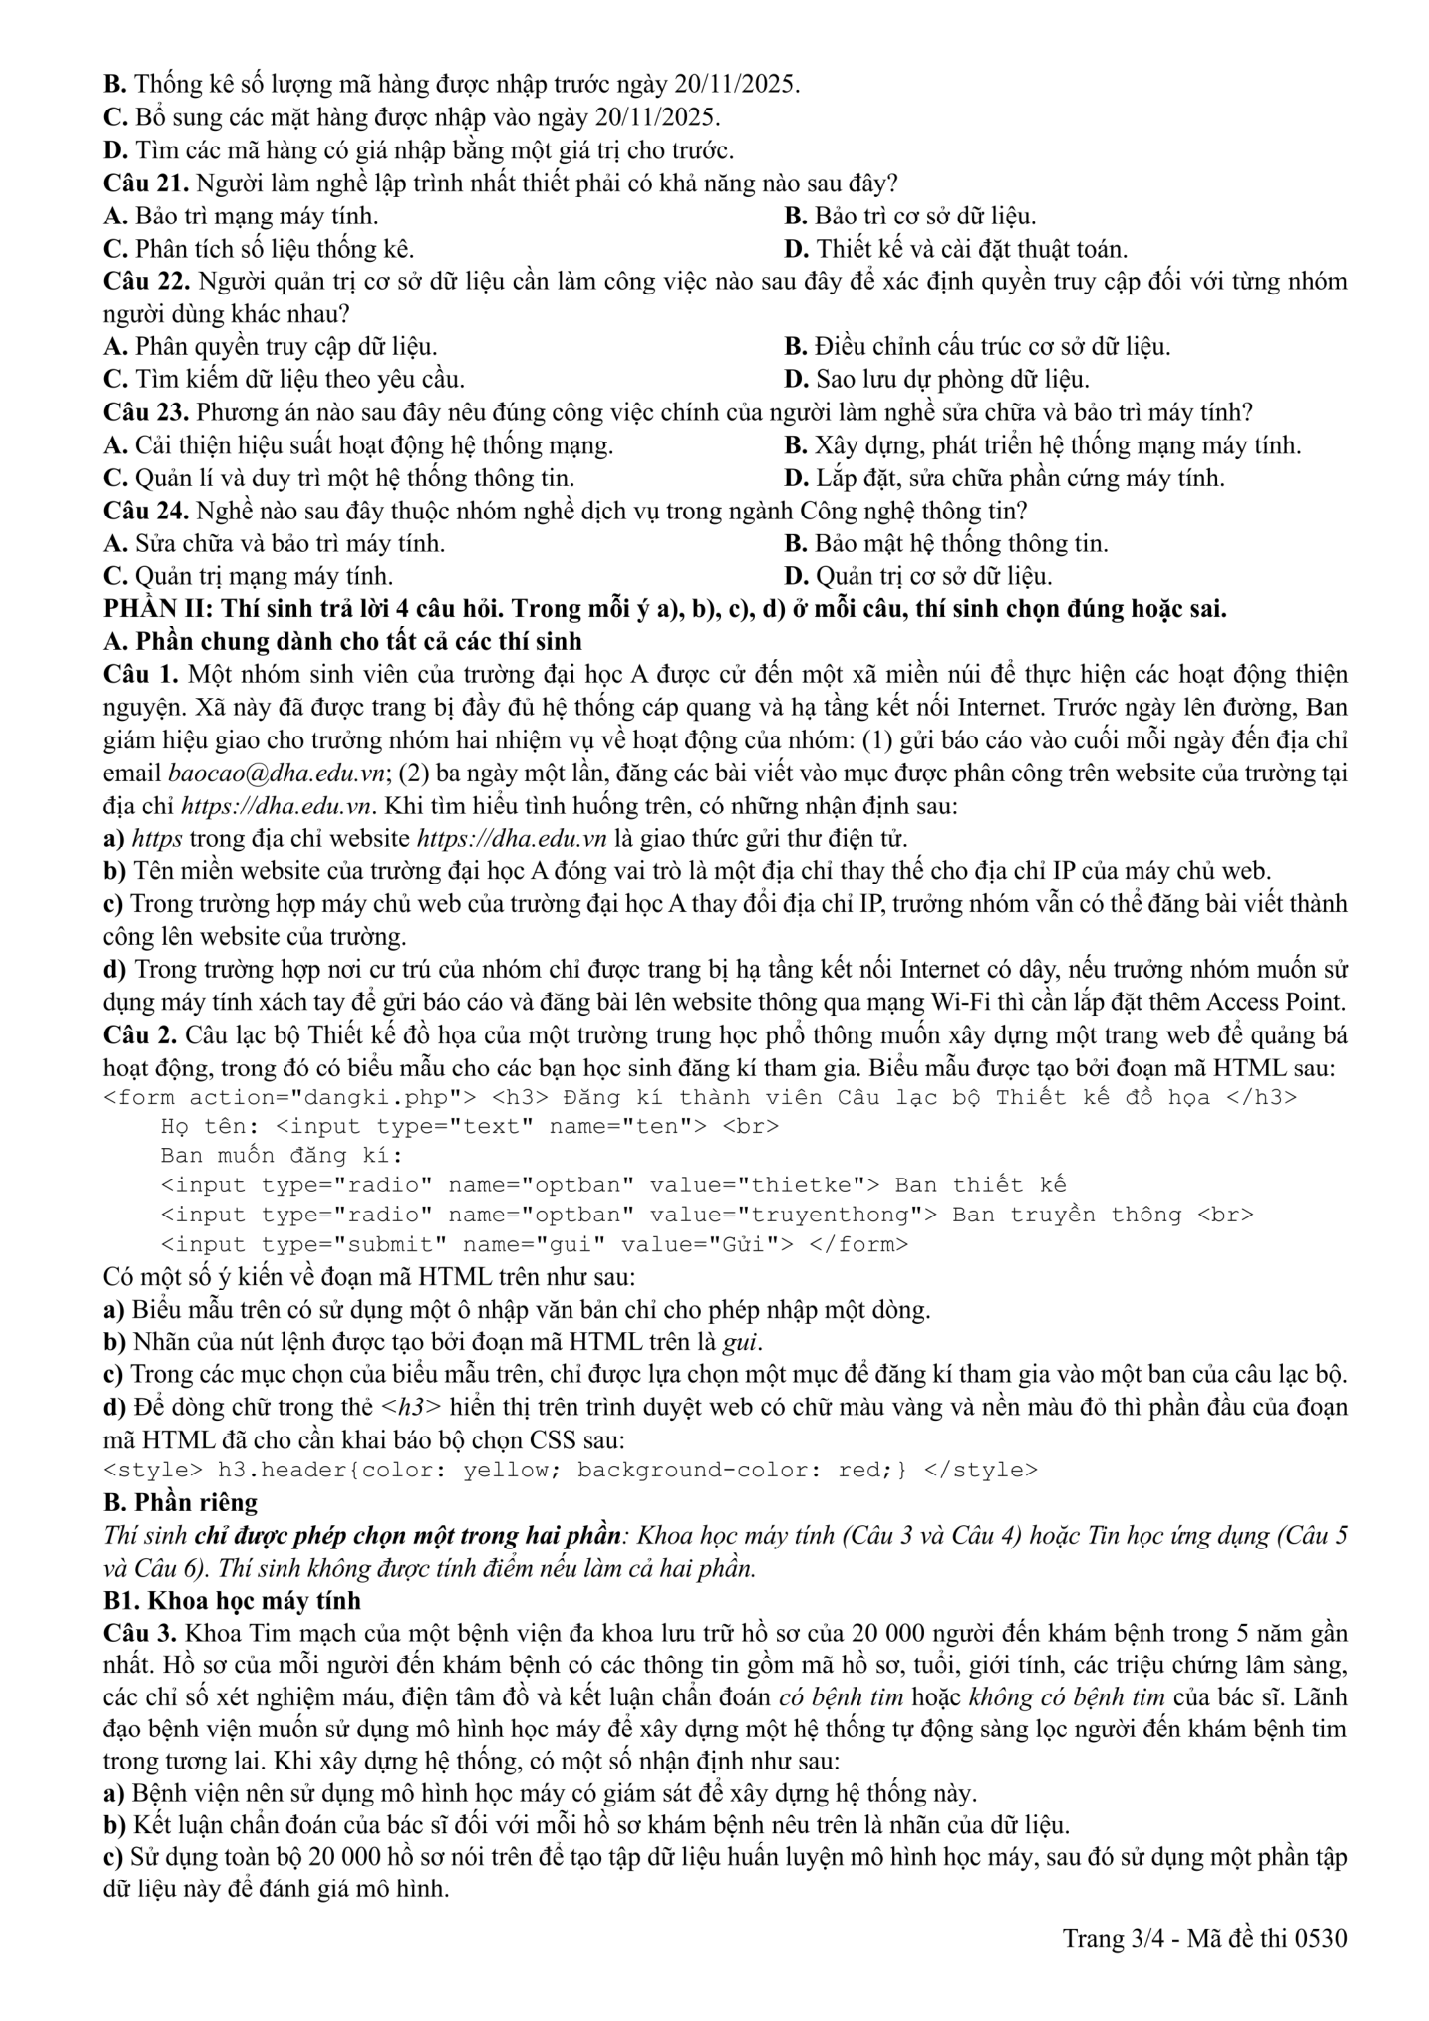 B. Thống kê số lượng mã hàng được nhập trước ngày 20/11/2025.
C. Bổ sung các mặt hàng được nhập vào ngày 20/11/2025.
D. Tìm các mã hàng có giá nhập bằng một giá trị cho trước.
Câu 21. Người làm nghề lập trình nhất thiết phải có khả năng nào sau đây?
A. Bảo trì mạng máy tính. B. Bảo trì cơ sở dữ liệu.
C. Phân tích số liệu thống kê. D. Thiết kế và cài đặt thuật toán.
Câu 22. Người quản trị cơ sở dữ liệu cần làm công việc nào sau đây để xác định quyền truy cập đối với từng nhóm
người dùng khác nhau?
A. Phân quyền truy cập dữ liệu. B. Điều chỉnh cấu trúc cơ sở dữ liệu.
C. Tìm kiếm dữ liệu theo yêu cầu. D. Sao lưu dự phòng dữ liệu.
Câu 23. Phương án nào sau đây nêu đúng công việc chính của người làm nghề sửa chữa và bảo trì máy tính?
A. Cải thiện hiệu suất hoạt động hệ thống mạng. B. Xây dựng, phát triển hệ thống mạng máy tính.
C. Quản lí và duy trì một hệ thống thông tin. D. Lắp đặt, sửa chữa phần cứng máy tính.
Câu 24. Nghề nào sau đây thuộc nhóm nghề dịch vụ trong ngành Công nghệ thông tin?
A. Sửa chữa và bảo trì máy tính. B. Bảo mật hệ thống thông tin.
C. Quản trị mạng máy tính. D. Quản trị cơ sở dữ liệu.
PHẦN II: Thí sinh trả lời 4 câu hỏi. Trong mỗi ý a), b), c), d) ở mỗi câu, thí sinh chọn đúng hoặc sai.
A. Phần chung dành cho tất cả các thí sinh
Câu 1. Một nhóm sinh viên của trường đại học A được cử đến một xã miền núi để thực hiện các hoạt động thiện
nguyện. Xã này đã được trang bị đầy đủ hệ thống cáp quang và hạ tầng kết nối Internet. Trước ngày lên đường, Ban
giám hiệu giao cho trưởng nhóm hai nhiệm vụ về hoạt động của nhóm: (1) gửi báo cáo vào cuối mỗi ngày đến địa chỉ
email baocao@dha.edu.vn; (2) ba ngày một lần, đăng các bài viết vào mục được phân công trên website của trường tại
địa chỉ https://dha.edu.vn. Khi tìm hiểu tình huống trên, có những nhận định sau:
a) https trong địa chỉ website https://dha.edu.vn là giao thức gửi thư điện tử.
b) Tên miền website của trường đại học A đóng vai trò là một địa chỉ thay thế cho địa chỉ IP của máy chủ web.
c) Trong trường hợp máy chủ web của trường đại học A thay đổi địa chỉ IP, trưởng nhóm vẫn có thể đăng bài viết thành
công lên website của trường.
d) Trong trường hợp nơi cư trú của nhóm chỉ được trang bị hạ tầng kết nối Internet có dây, nếu trưởng nhóm muốn sử
dụng máy tính xách tay để gửi báo cáo và đăng bài lên website thông qua mạng Wi-Fi thì cần lắp đặt thêm Access Point.
Câu 2. Câu lạc bộ Thiết kế đồ họa của một trường trung học phổ thông muốn xây dựng một trang web để quảng bá
hoạt động, trong đó có biểu mẫu cho các bạn học sinh đăng kí tham gia. Biểu mẫu được tạo bởi đoạn mã HTML sau:
<form action="dangki.php"> <h3> Đăng kí thành viên Câu lạc bộ Thiết kế đồ họa </h3>
Họ tên: <input type="text" name="ten"> <br>
Ban muốn đăng kí:
<input type="radio" name="optban" value="thietke"> Ban thiết kế
<input type="radio" name="optban" value="truyenthong"> Ban truyền thông <br>
<input type="submit" name="gui" value="Gửi"> </form>
Có một số ý kiến về đoạn mã HTML trên như sau:
a) Biểu mẫu trên có sử dụng một ô nhập văn bản chỉ cho phép nhập một dòng.
b) Nhãn của nút lệnh được tạo bởi đoạn mã HTML trên là gui.
c) Trong các mục chọn của biểu mẫu trên, chỉ được lựa chọn một mục để đăng kí tham gia vào một ban của câu lạc bộ.
d) Để dòng chữ trong thẻ <h3> hiển thị trên trình duyệt web có chữ màu vàng và nền màu đỏ thì phần đầu của đoạn
mã HTML đã cho cần khai báo bộ chọn CSS sau:
<style> h3.header{color: yellow; background-color: red;} </style>
B. Phần riêng
Thí sinh chỉ được phép chọn một trong hai phần: Khoa học máy tính (Câu 3 và Câu 4) hoặc Tin học ứng dụng (Câu 5
và Câu 6). Thí sinh không được tính điểm nếu làm cả hai phần.
B1. Khoa học máy tính
Câu 3. Khoa Tim mạch của một bệnh viện đa khoa lưu trữ hồ sơ của 20 000 người đến khám bệnh trong 5 năm gần
nhất. Hồ sơ của mỗi người đến khám bệnh có các thông tin gồm mã hồ sơ, tuổi, giới tính, các triệu chứng lâm sàng,
các chỉ số xét nghiệm máu, điện tâm đồ và kết luận chẩn đoán có bệnh tim hoặc không có bệnh tim của bác sĩ. Lãnh
đạo bệnh viện muốn sử dụng mô hình học máy để xây dựng một hệ thống tự động sàng lọc người đến khám bệnh tim
trong tương lai. Khi xây dựng hệ thống, có một số nhận định như sau:
a) Bệnh viện nên sử dụng mô hình học máy có giám sát để xây dựng hệ thống này.
b) Kết luận chẩn đoán của bác sĩ đối với mỗi hồ sơ khám bệnh nêu trên là nhãn của dữ liệu.
c) Sử dụng toàn bộ 20 000 hồ sơ nói trên để tạo tập dữ liệu huấn luyện mô hình học máy, sau đó sử dụng một phần tập
dữ liệu này để đánh giá mô hình.
Trang 3/4 - Mã đề thi 0530